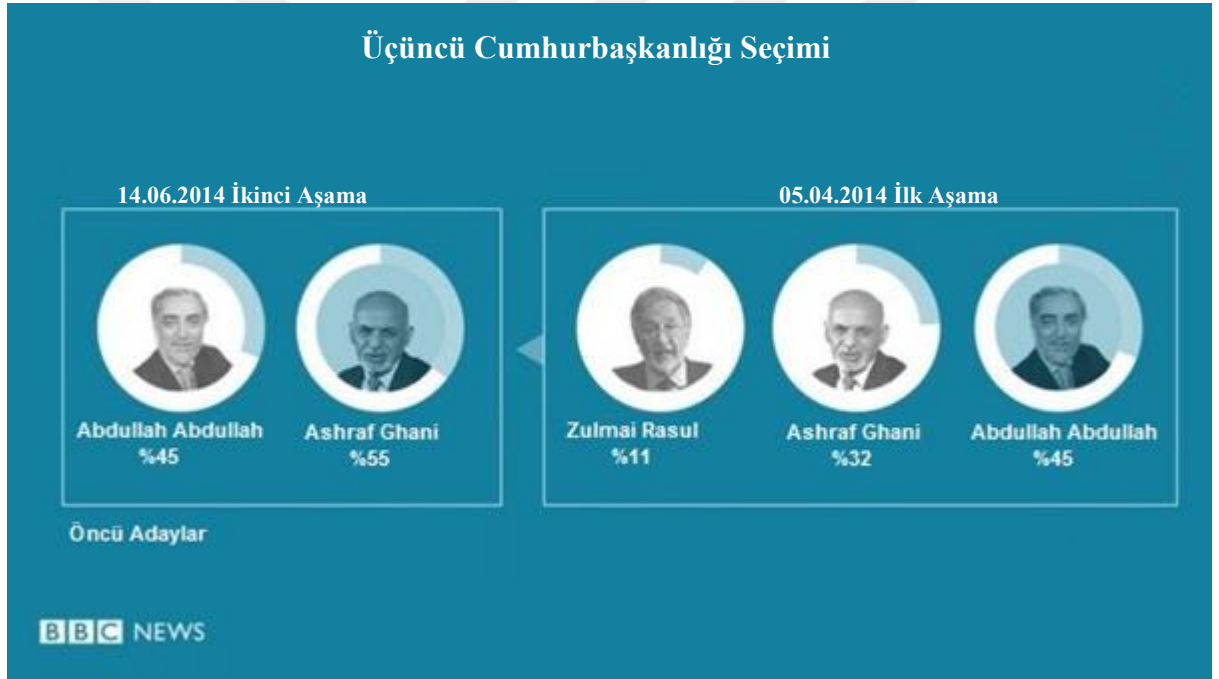 Üçüncü Cumhurbaşkanlığı Seçimi
14.06.2014 İkinci Aşama
Abdullah Abdullah
%45
Ashraf Ghani
%55
05.04.2014 İlk Aşama
Zulmai Rasul
%11
Ashraf Ghani
%32
Abdullah Abdullah
%45
Öncü Adaylar
BBC NEWS